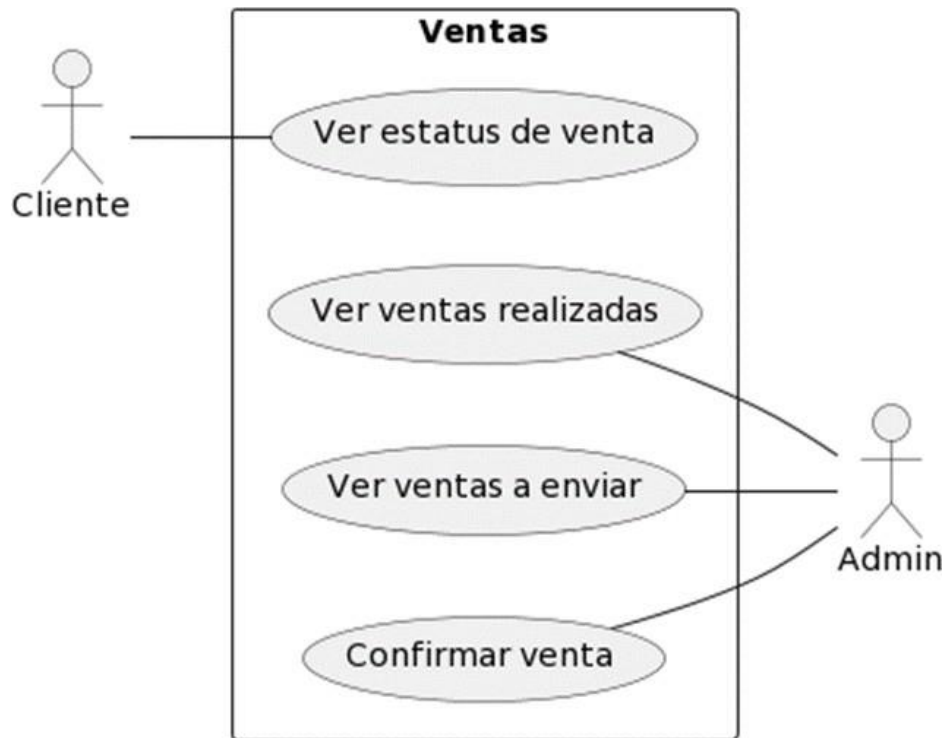 Ventas
Ver estatus de venta
Cliente
Ver ventas realizadas
Ver ventas a enviar
Admin
Confirmar venta